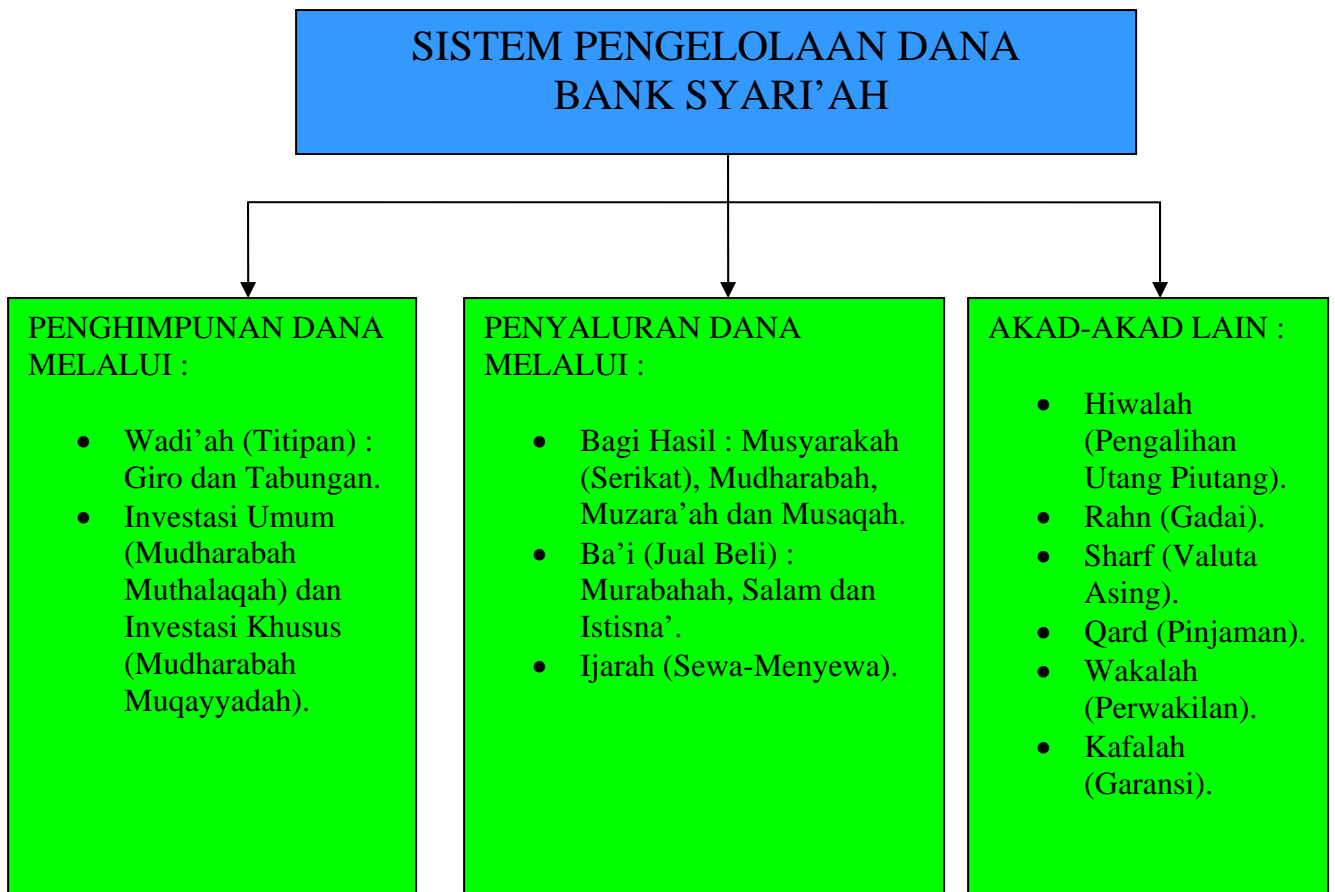 SISTEM PENGELOLAAN DANA
BANK SYARI’AH
PENGHIMPUNAN DANA
MELALUI :
• Wadi’ah (Titipan) :
Giro dan Tabungan.
• Investasi Umum
(Mudharabah
Muthalaqah) dan
Investasi Khusus
(Mudharabah
Muqayyadah).
PENYALURAN DANA
MELALUI :
• Bagi Hasil : Musyarakah
(Serikat), Mudharabah,
Muzara’ah dan Musaqah.
• Ba’i (Jual Beli) :
Murabahah, Salam dan
Istisna’.
• Ijarah (Sewa-Menyewa).
AKAD-AKAD LAIN :
• Hiwalah
(Pengalihan
Utang Piutang).
• Rahn (Gadai).
• Sharf (Valuta
Asing).
• Qard (Pinjaman).
• Wakalah
(Perwakilan).
• Kafalah
(Garansi).